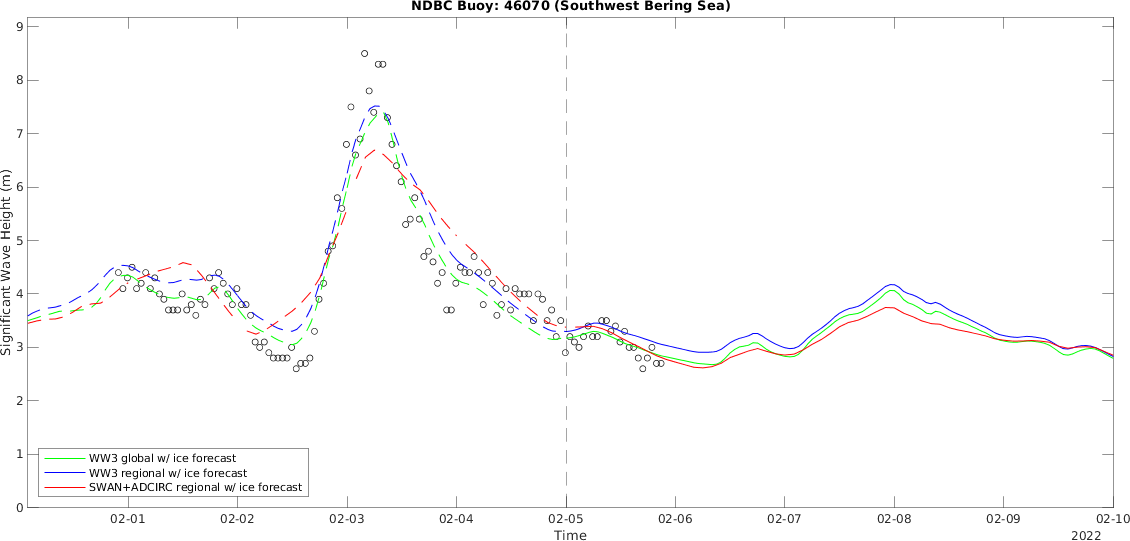 NDBC Buoy: 46070 (Southwest Bering Sea)
9
8
7
6
5
4
3
2
1
0
Significant Wave Height (m)
WW3 global w/ ice forecast
WW3 regional w/ ice forecast
SWAN+ADCIRC regional w/ ice forecast
02-01 02-02 02-03 02-04 02-05 02-06 02-07 02-08 02-09 02-10
Time
2022